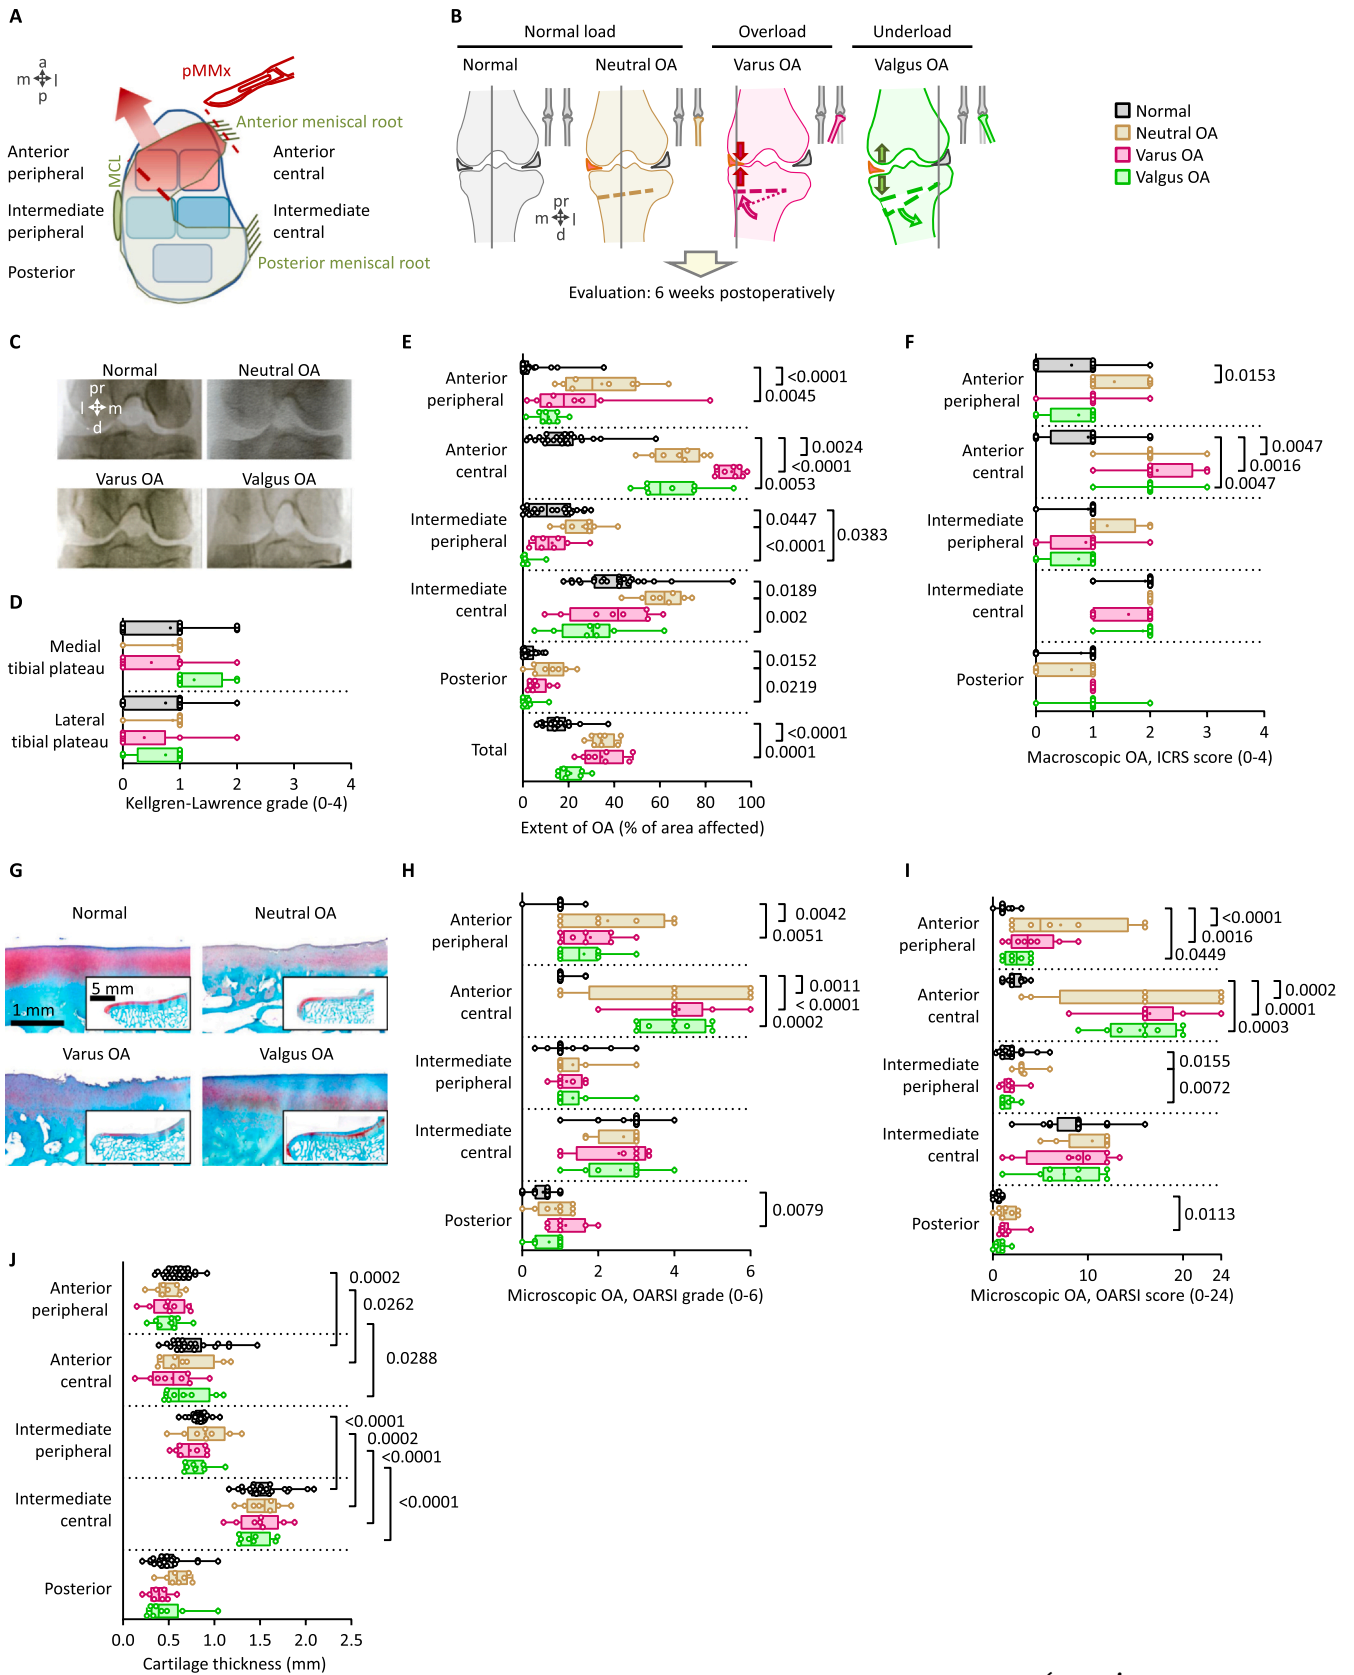 A
a
m
l
p
pMMx
Anterior meniscal root
Anterior
peripheral
Anterior
central
MCL
Intermediate
peripheral
Intermediate
central
Posterior
Posterior meniscal root
B
Normal load
Overload
Underload
Normal
Neutral OA
Varus OA
Valgus OA
pr
m
l
d
Evaluation: 6 weeks postoperatively
Normal
Neutral OA
Varus OA
Valgus OA
C
Normal
Neutral OA
pr
l
m
d
Varus OA
Valgus OA
D
Medial
tibial plateau
Lateral
tibial plateau
0 1 2 3 4
Kellgren-Lawrence grade (0-4)
E
Anterior
peripheral
<0.0001
0.0045
Anterior
central
0.0024
<0.0001
0.0053
Intermediate
peripheral
0.0447
<0.0001
0.0383
Intermediate
central
0.0189
0.002
Posterior
0.0152
0.0219
Total
<0.0001
0.0001
0 20 40 60 80 100
Extent of OA (% of area affected)
F
Anterior
peripheral
0.0153
Anterior
central
0.0047
0.0016
0.0047
Intermediate
peripheral
Intermediate
central
Posterior
0 1 2 3 4
Macroscopic OA, ICRS score (0-4)
G
Normal
Neutral OA
5 mm
1 mm
Varus OA
Valgus OA
H
Anterior
peripheral
0.0042
0.0051
Anterior
central
0.0011
< 0.0001
0.0002
Intermediate
peripheral
Intermediate
central
Posterior
0.0079
0 2 4 6
Microscopic OA, OARSI grade (0-6)
I
Anterior
peripheral
<0.0001
0.0016
0.0449
Anterior
central
0.0002
0.0001
0.0003
Intermediate
peripheral
0.0155
0.0072
Intermediate
central
Posterior
0.0113
0 10 20 24
Microscopic OA, OARSI score (0-24)
J
Anterior
peripheral
0.0002
0.0262
Anterior
central
0.0288
Intermediate
peripheral
<0.0001
0.0002
<0.0001
Intermediate
central
<0.0001
Posterior
0.0 0.5 1.0 1.5 2.0 2.5
Cartilage thickness (mm)